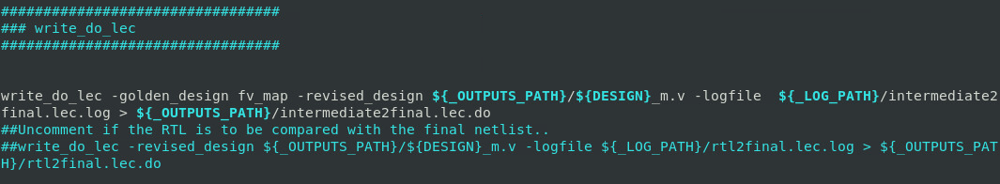 #################################
### write_do_lec
#################################
write_do_lec -golden_design fv_map -revised_design ${_OUTPUTS_PATH}/${DESIGN}_m.v -logfile  ${_LOG_PATH}/intermediate2
final.lec.log > ${_OUTPUTS_PATH}/intermediate2final.lec.do
##Uncomment if the RTL is to be compared with the final netlist..
##write_do_lec -revised_design ${_OUTPUTS_PATH}/${DESIGN}_m.v -logfile ${_LOG_PATH}/rtl2final.lec.log > ${_OUTPUTS_PAT
H}/rtl2final.lec.do